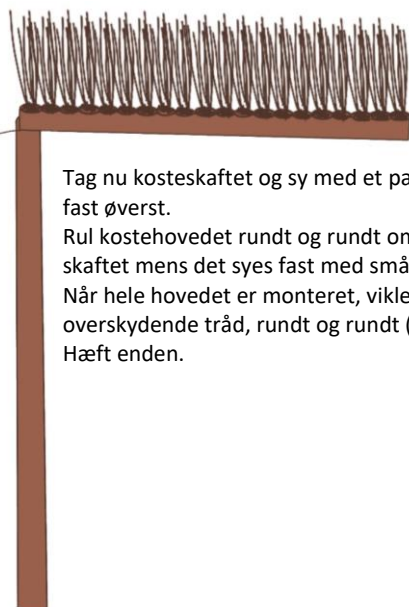 Tag nu kosteskaftet og sy med et pa
fast øverst.
Rul kostehovedet rundt og rundt om
skaftet mens det syes fast med små
Når hele hovedet er monteret, vikle
overskydende tråd, rundt og rundt (
Hæft enden.